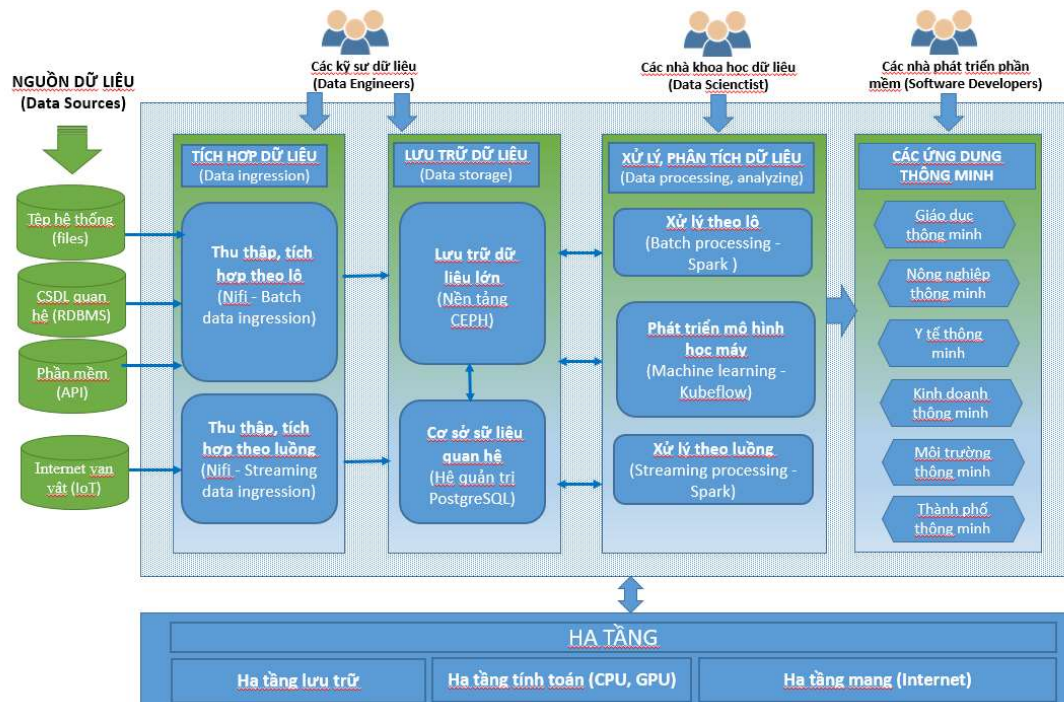 Các kỹ sư dữ liệu
(Data Engineers)
Các nhà khoa học dữ liệu
(Data Scienctist)
Các nhà phát triển phần
mềm (Software Developers)
NGUỒN DỮ LIỆU
(Data Sources)
Tệp hệ thống
(files)
CSDL quan
hệ (RDBMS)
Phần mềm
(API)
Internet vạn
vật (IoT)
TÍCH HỢP DỮ LIỆU
(Data ingression)
Thu thập, tích
hợp theo lô
(Nifi - Batch
data ingression)
Thu thập, tích
hợp theo luồng
(Nifi - Streaming
data ingression)
LƯU TRỮ DỮ LIỆU
(Data storage)
Lưu trữ dữ
liệu lớn
(Nền tảng
CEPH)
Cơ sở sữ liệu
quan hệ
(Hệ quản trị
PostgreSQL)
XỬ LÝ, PHÂN TÍCH DỮ LIỆU
(Data processing, analyzing)
Xử lý theo lô
(Batch processing -
Spark )
Phát triển mô hình
học máy
(Machine learning -
Kubeflow)
Xử lý theo luồng
(Streaming processing -
Spark)
CÁC ỨNG DỤNG
THÔNG MINH
Giáo dục
thông minh
Nông nghiệp
thông minh
Y tế thông
minh
Kinh doanh
thông minh
Môi trường
thông minh
Thành phố
thông minh
HẠ TẦNG
Hạ tầng lưu trữ
Hạ tầng tính toán (CPU, GPU)
Hạ tầng mạng (Internet)